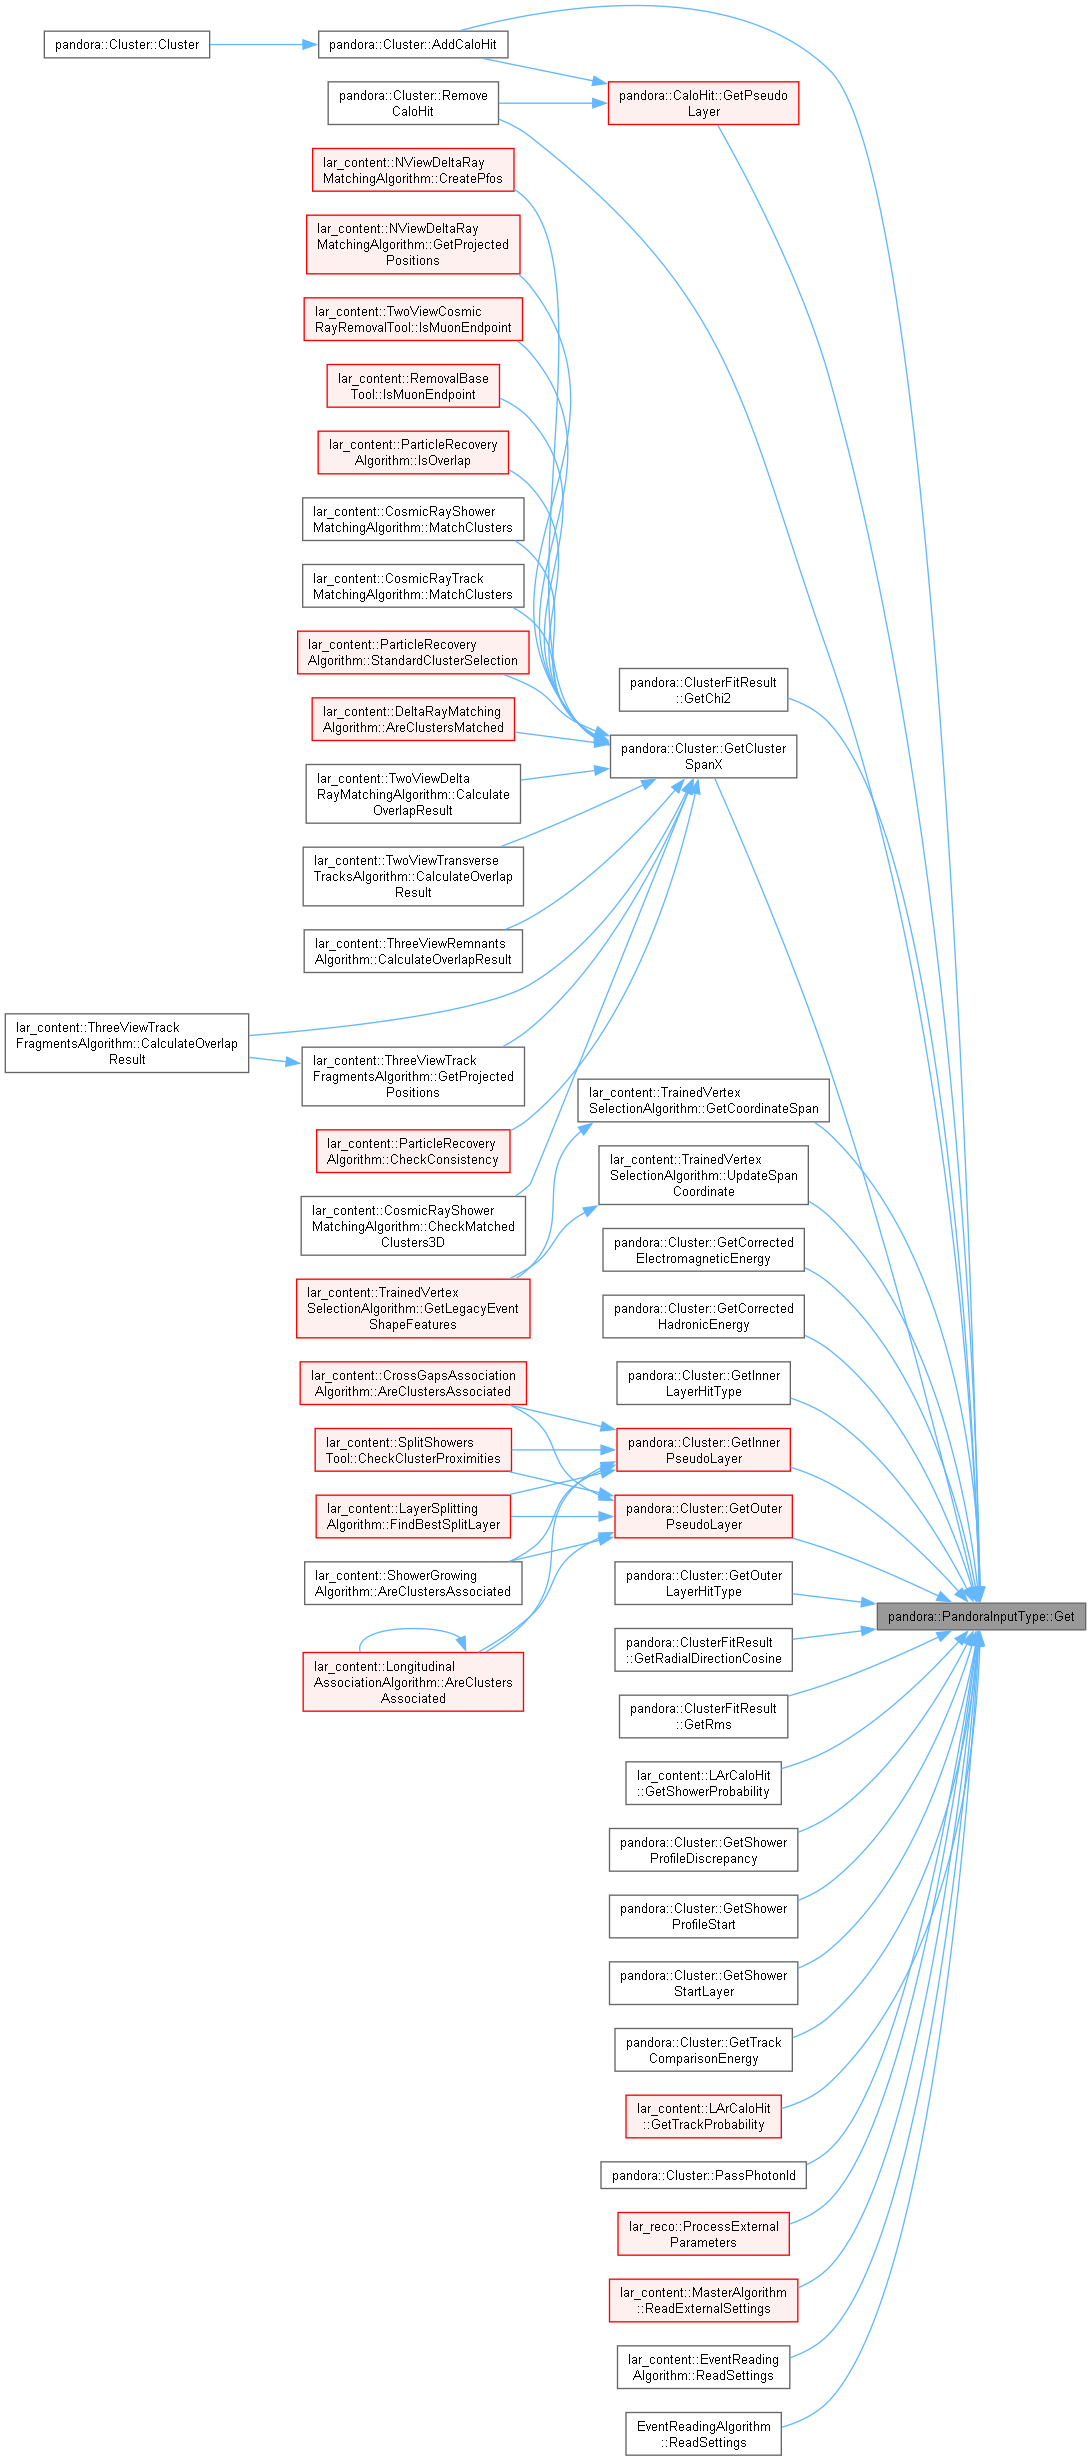 pandora::Cluster::Cluster
pandora::Cluster::AddCaloHit
pandora::Cluster::Remove
CaloHit
pandora::CaloHit::GetPseudo
Layer
lar_content::NViewDeltaRay
MatchingAlgorithm::CreatePfos
lar_content::NViewDeltaRay
MatchingAlgorithm::GetProjected
Positions
lar_content::TwoViewCosmic
RayRemovalTool::IsMuonEndpoint
lar_content::RemovalBase
Tool::IsMuonEndpoint
lar_content::ParticleRecovery
Algorithm::IsOverlap
lar_content::CosmicRayShower
MatchingAlgorithm::MatchClusters
lar_content::CosmicRayTrack
MatchingAlgorithm::MatchClusters
lar_content::ParticleRecovery
Algorithm::StandardClusterSelection
lar_content::DeltaRayMatching
Algorithm::AreClustersMatched
lar_content::TwoViewDelta
RayMatchingAlgorithm::Calculate
OverlapResult
lar_content::TwoViewTransverse
TracksAlgorithm::CalculateOverlap
Result
lar_content::ThreeViewRemnants
Algorithm::CalculateOverlapResult
lar_content::ThreeViewTrack
FragmentsAlgorithm::CalculateOverlap
Result
lar_content::ThreeViewTrack
FragmentsAlgorithm::GetProjected
Positions
lar_content::ParticleRecovery
Algorithm::CheckConsistency
lar_content::CosmicRayShower
MatchingAlgorithm::CheckMatched
Clusters3D
lar_content::TrainedVertex
SelectionAlgorithm::GetLegacyEvent
ShapeFeatures
lar_content::CrossGapsAssociation
Algorithm::AreClustersAssociated
lar_content::SplitShowers
Tool::CheckClusterProximities
lar_content::LayerSplitting
Algorithm::FindBestSplitLayer
lar_content::ShowerGrowing
Algorithm::AreClustersAssociated
lar_content::Longitudinal
AssociationAlgorithm::AreClusters
Associated
pandora::ClusterFitResult
::GetChi2
pandora::Cluster::GetCluster
SpanX
lar_content::TrainedVertex
SelectionAlgorithm::GetCoordinateSpan
lar_content::TrainedVertex
SelectionAlgorithm::UpdateSpan
Coordinate
pandora::Cluster::GetCorrected
ElectromagneticEnergy
pandora::Cluster::GetCorrected
HadronicEnergy
pandora::Cluster::GetInner
LayerHitType
pandora::Cluster::GetInner
PseudoLayer
pandora::Cluster::GetOuter
PseudoLayer
pandora::Cluster::GetOuter
LayerHitType
pandora::ClusterFitResult
::GetRadialDirectionCosine
pandora::ClusterFitResult
::GetRms
lar_content::LArCaloHit
::GetShowerProbability
pandora::Cluster::GetShower
ProfileDiscrepancy
pandora::Cluster::GetShower
ProfileStart
pandora::Cluster::GetShower
StartLayer
pandora::Cluster::GetTrack
ComparisonEnergy
lar_content::LArCaloHit
::GetTrackProbability
pandora::Cluster::PassPhotonId
lar_reco::ProcessExternal
Parameters
lar_content::MasterAlgorithm
::ReadExternalSettings
lar_content::EventReading
Algorithm::ReadSettings
EventReadingAlgorithm
::ReadSettings
pandora::PandoraInputType::Get